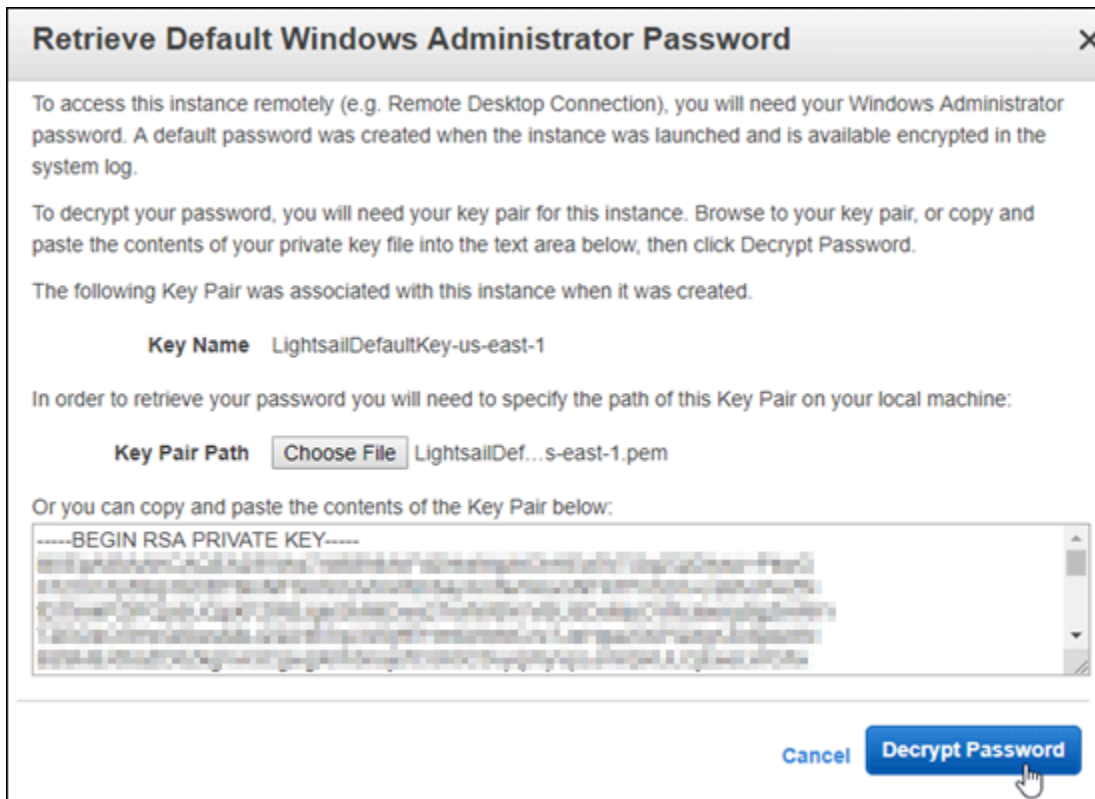 Retrieve Default Windows Administrator Password
To access this instance remotely (e.g. Remote Desktop Connection), you will need your Windows Administrator
password. A default password was created when the instance was launched and is available encrypted in the
system log.
To decrypt your password, you will need your key pair for this instance. Browse to your key pair, or copy and
paste the contents of your private key file into the text area below, then click Decrypt Password.
The following Key Pair was associated with this instance when it was created.
Key Name LightsailDefaultKey-us-east-1
In order to retrieve your password you will need to specify the path of this Key Pair on your local machine:
Key Pair Path Choose File LightsailDef...s-east-1.pem
Or you can copy and paste the contents of the Key Pair below:
-----BEGIN RSA PRIVATE KEY-----
Cancel Decrypt Password